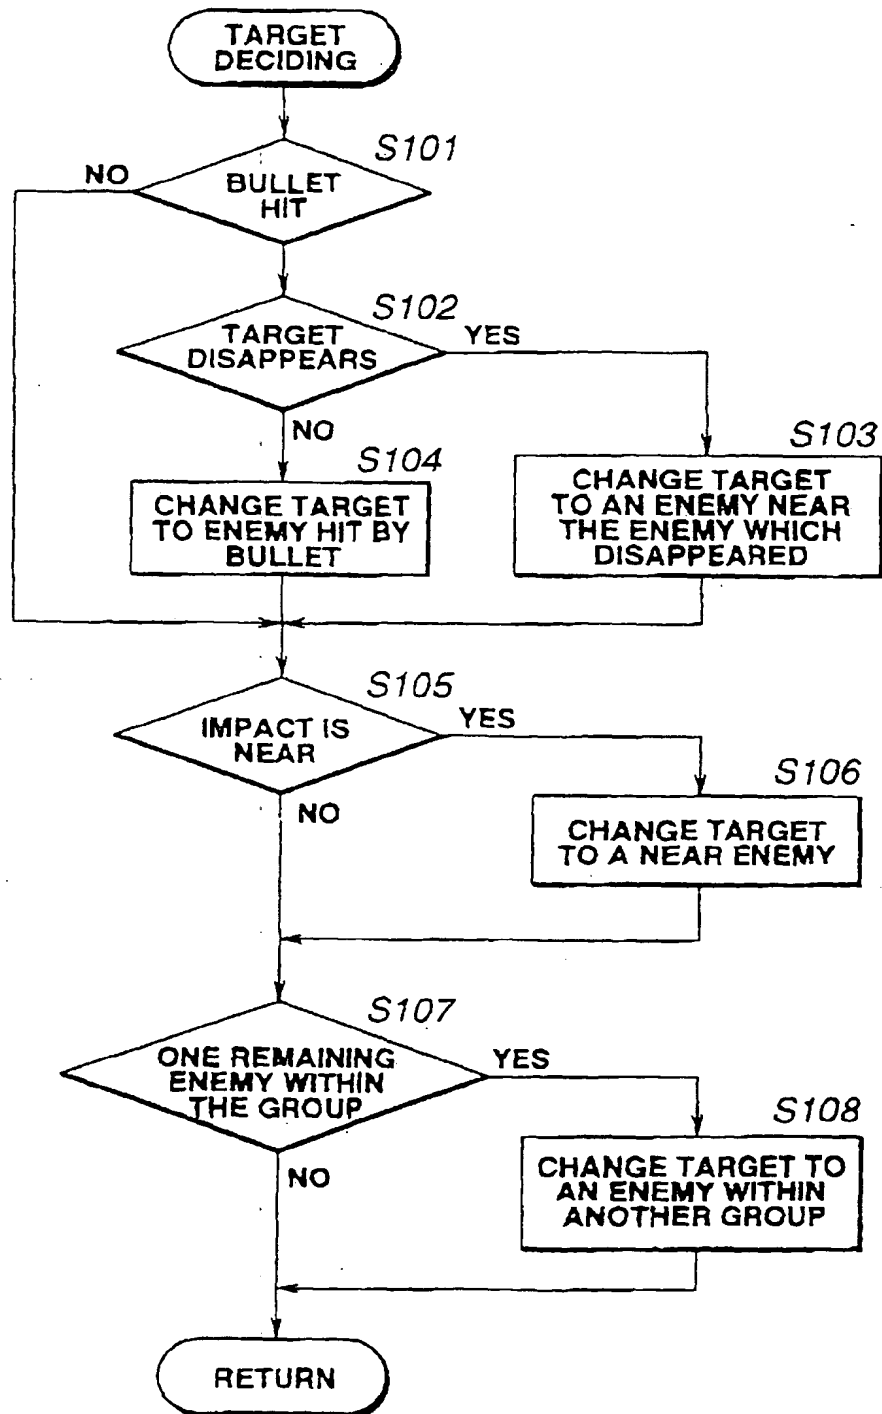 TARGET
DECIDING
S101
NO
BULLET
HIT
S102
TARGET
DISAPPEARS
YES
NO
S103
S104
CHANGE TARGET
TO AN ENEMY NEAR
THE ENEMY WHICH
DISAPPEARED
CHANGE TARGET
TO ENEMY HIT BY
BULLET
S105
IMPACT IS
NEAR
YES
NO
S106
CHANGE TARGET
TO A NEAR ENEMY
S107
ONE REMAINING
ENEMY WITHIN
THE GROUP
YES
NO
S108
CHANGE TARGET TO
AN ENEMY WITHIN
ANOTHER GROUP
RETURN